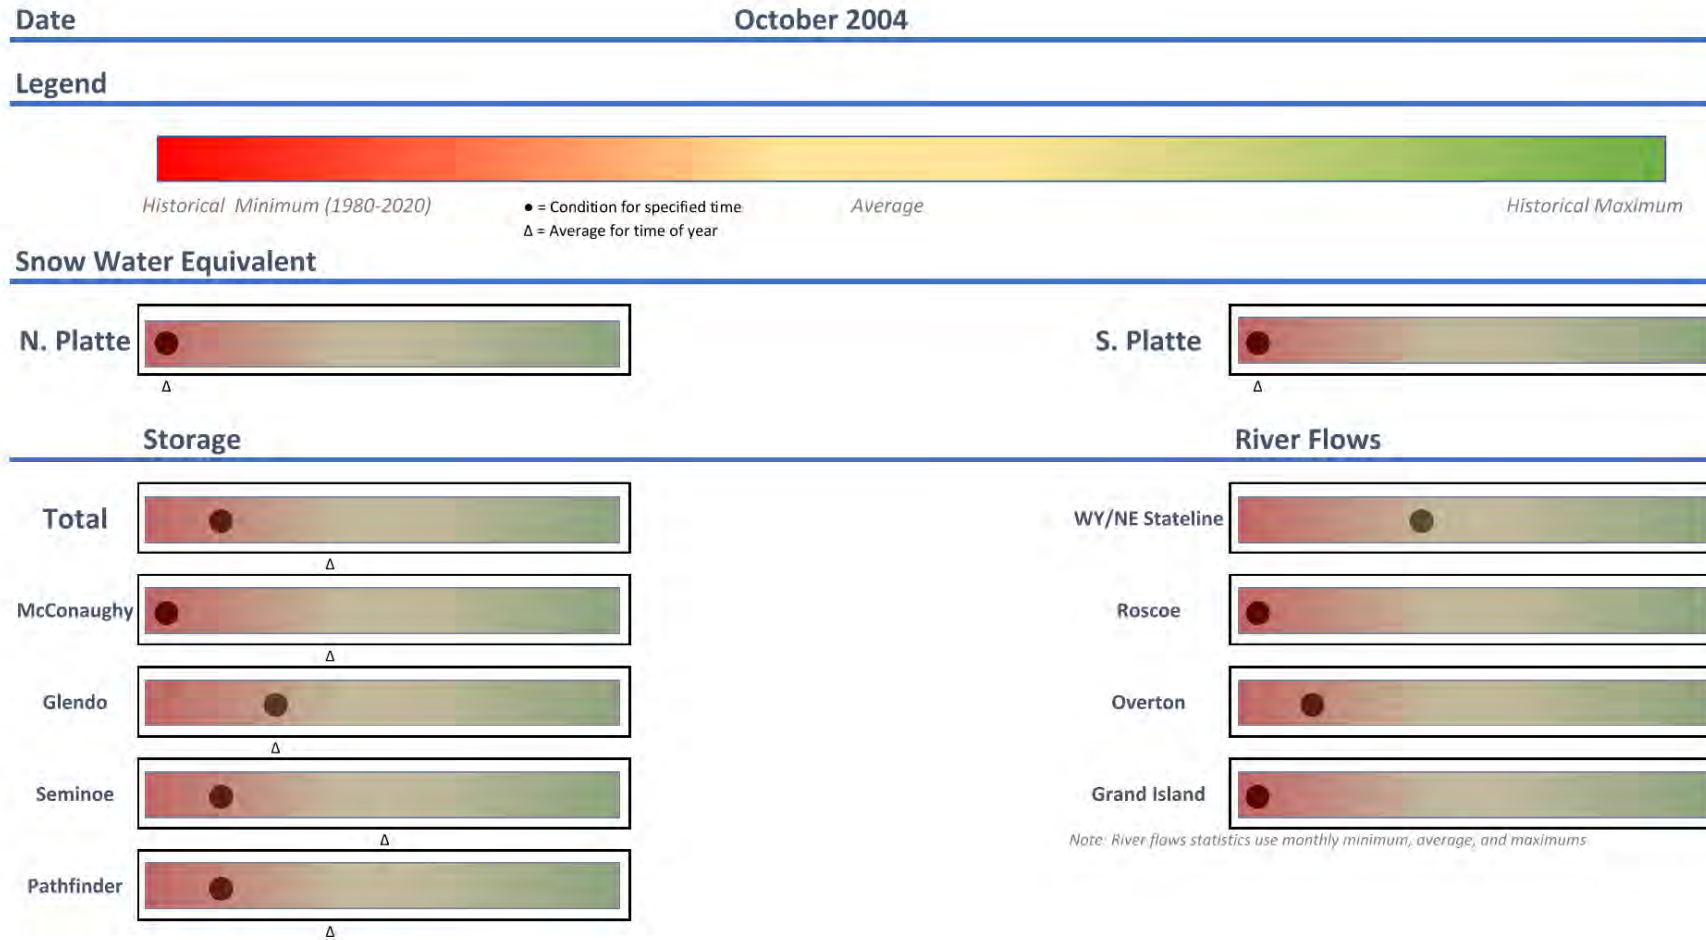 Date October 2004
Legend
Historical Minimum (1980-2020) ● = Condition for specified time Average Historical Maximum
Δ = Average for time of year
Snow Water Equivalent
N. Platte S. Platte
Δ Δ
Storage River Flows
Total WY/NE Stateline
Δ
McConaughy Roscoe
Δ
Glendo Overton
Δ
Seminoe Grand Island
Δ Note: River flows statistics use monthly minimum, average, and maximums
Pathfinder
Δ